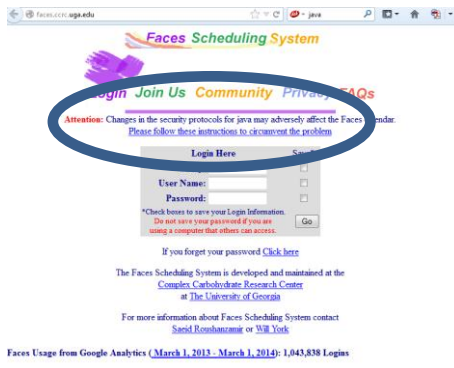 faces.ccrc.uga.edu
java
Faces Scheduling System
Login Join Us Community Privacy FAQs
Attention: Changes in the security protocols for java may adversely affect the Faces
Please follow these instructions to circumvent the problem
Login Here
User Name:
Password:
*Check boxes to save your Login Information.
Do not save your password if you are
using a computer that others can access.
Go
If you forget your password Click here
The Faces Scheduling System is developed and maintained at the
Complex Carbohydrate Research Center
at The University of Georgia
For more information about Faces Scheduling System contact
Saeid Roushanzamir or Will York
Faces Usage from Google Analytics ( March 1, 2013 - March 1, 2014): 1,043,838 Logins